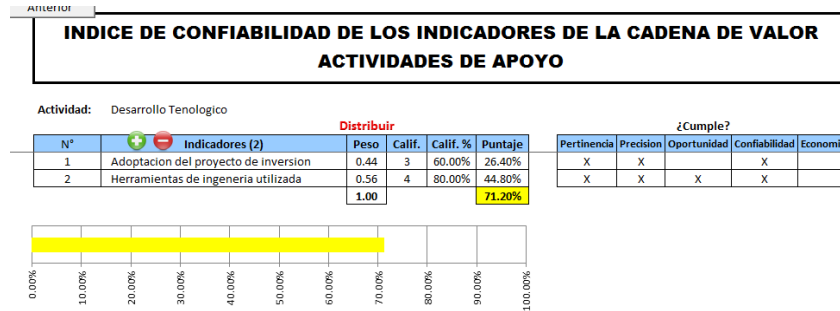 Anterior
INDICE DE CONFIABILIDAD DE LOS INDICADORES DE LA CADENA DE VALOR
ACTIVIDADES DE APOYO
Actividad: Desarrollo Tenologico
Distribuir ¿Cumple?
N° Indicadores (2) Peso Calif. Calif. % Puntaje Pertinencia Precision Oportunidad Confiabilidad Economi
1 Adoptacion del proyecto de inversion 0.44 3 60.00% 26.40% X X X
2 Herramientas de ingeneria utilizada 0.56 4 80.00% 44.80% X X X X
1.00 71.20%
0.00% 10.00% 20.00% 30.00% 40.00% 50.00% 60.00% 70.00% 80.00% 90.00% 100.00%